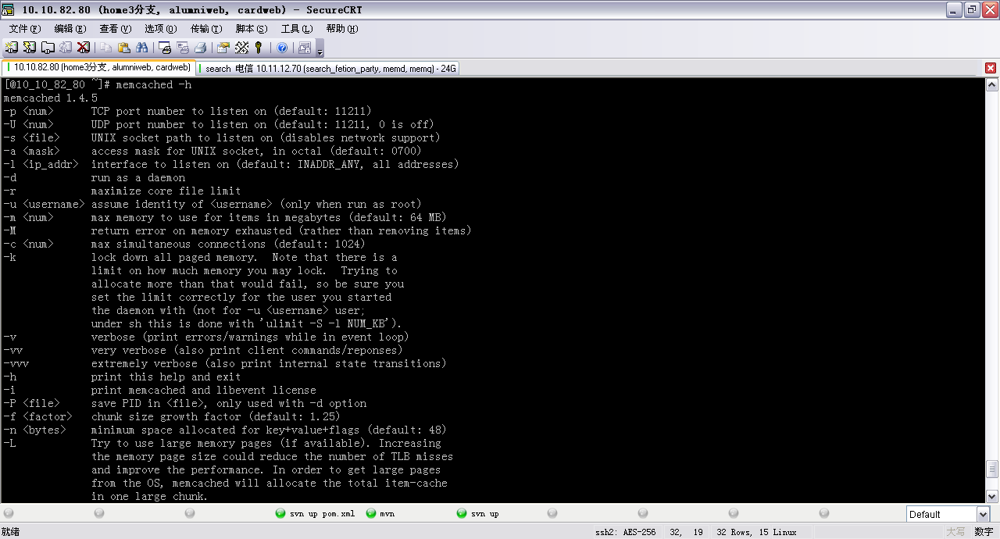 10.10.82.80 (home3分支, alumniweb, cardweb) - SecureCRT
文件(F) 编辑(E) 查看(V) 选项(O) 传输(T) 脚本(S) 工具(L) 帮助(H)
10.10.82.80 (home3分支, alumniweb, cardweb) search 电信 10.11.12.70 (search_fetion_party, memd, memq) - 24G
[@10_10_82_80 ~]# memcached -h
memcached 1.4.5
-p <num> TCP port number to listen on (default: 11211)
-U <num> UDP port number to listen on (default: 11211, 0 is off)
-s <file> UNIX socket path to listen on (disables network support)
-a <mask> access mask for UNIX socket, in octal (default: 0700)
-l <ip_addr> interface to listen on (default: INADDR_ANY, all addresses)
-d run as a daemon
-r maximize core file limit
-u <username> assume identity of <username> (only when run as root)
-m <num> max memory to use for items in megabytes (default: 64 MB)
-M return error on memory exhausted (rather than removing items)
-c <num> max simultaneous connections (default: 1024)
-k lock down all paged memory. Note that there is a
limit on how much memory you may lock. Trying to
allocate more than that would fail, so be sure you
set the limit correctly for the user you started
the daemon with (not for -u <username> user;
under sh this is done with 'ulimit -S -l NUM_KB').
-v verbose (print errors/warnings while in event loop)
-vv very verbose (also print client commands/reponses)
-vvv extremely verbose (also print internal state transitions)
-h print this help and exit
-i print memcached and libevent license
-P <file> save PID in <file>, only used with -d option
-f <factor> chunk size growth factor (default: 1.25)
-n <bytes> minimum space allocated for key+value+flags (default: 48)
-L Try to use large memory pages (if available). Increasing
the memory page size could reduce the number of TLB misses
and improve the performance. In order to get large pages
from the OS, memcached will allocate the total item-cache
in one large chunk.
svn up pom.xml mvn svn up Default
就绪 ssh2: AES-256 32, 19 32 Rows, 15 Linux 大写 数字